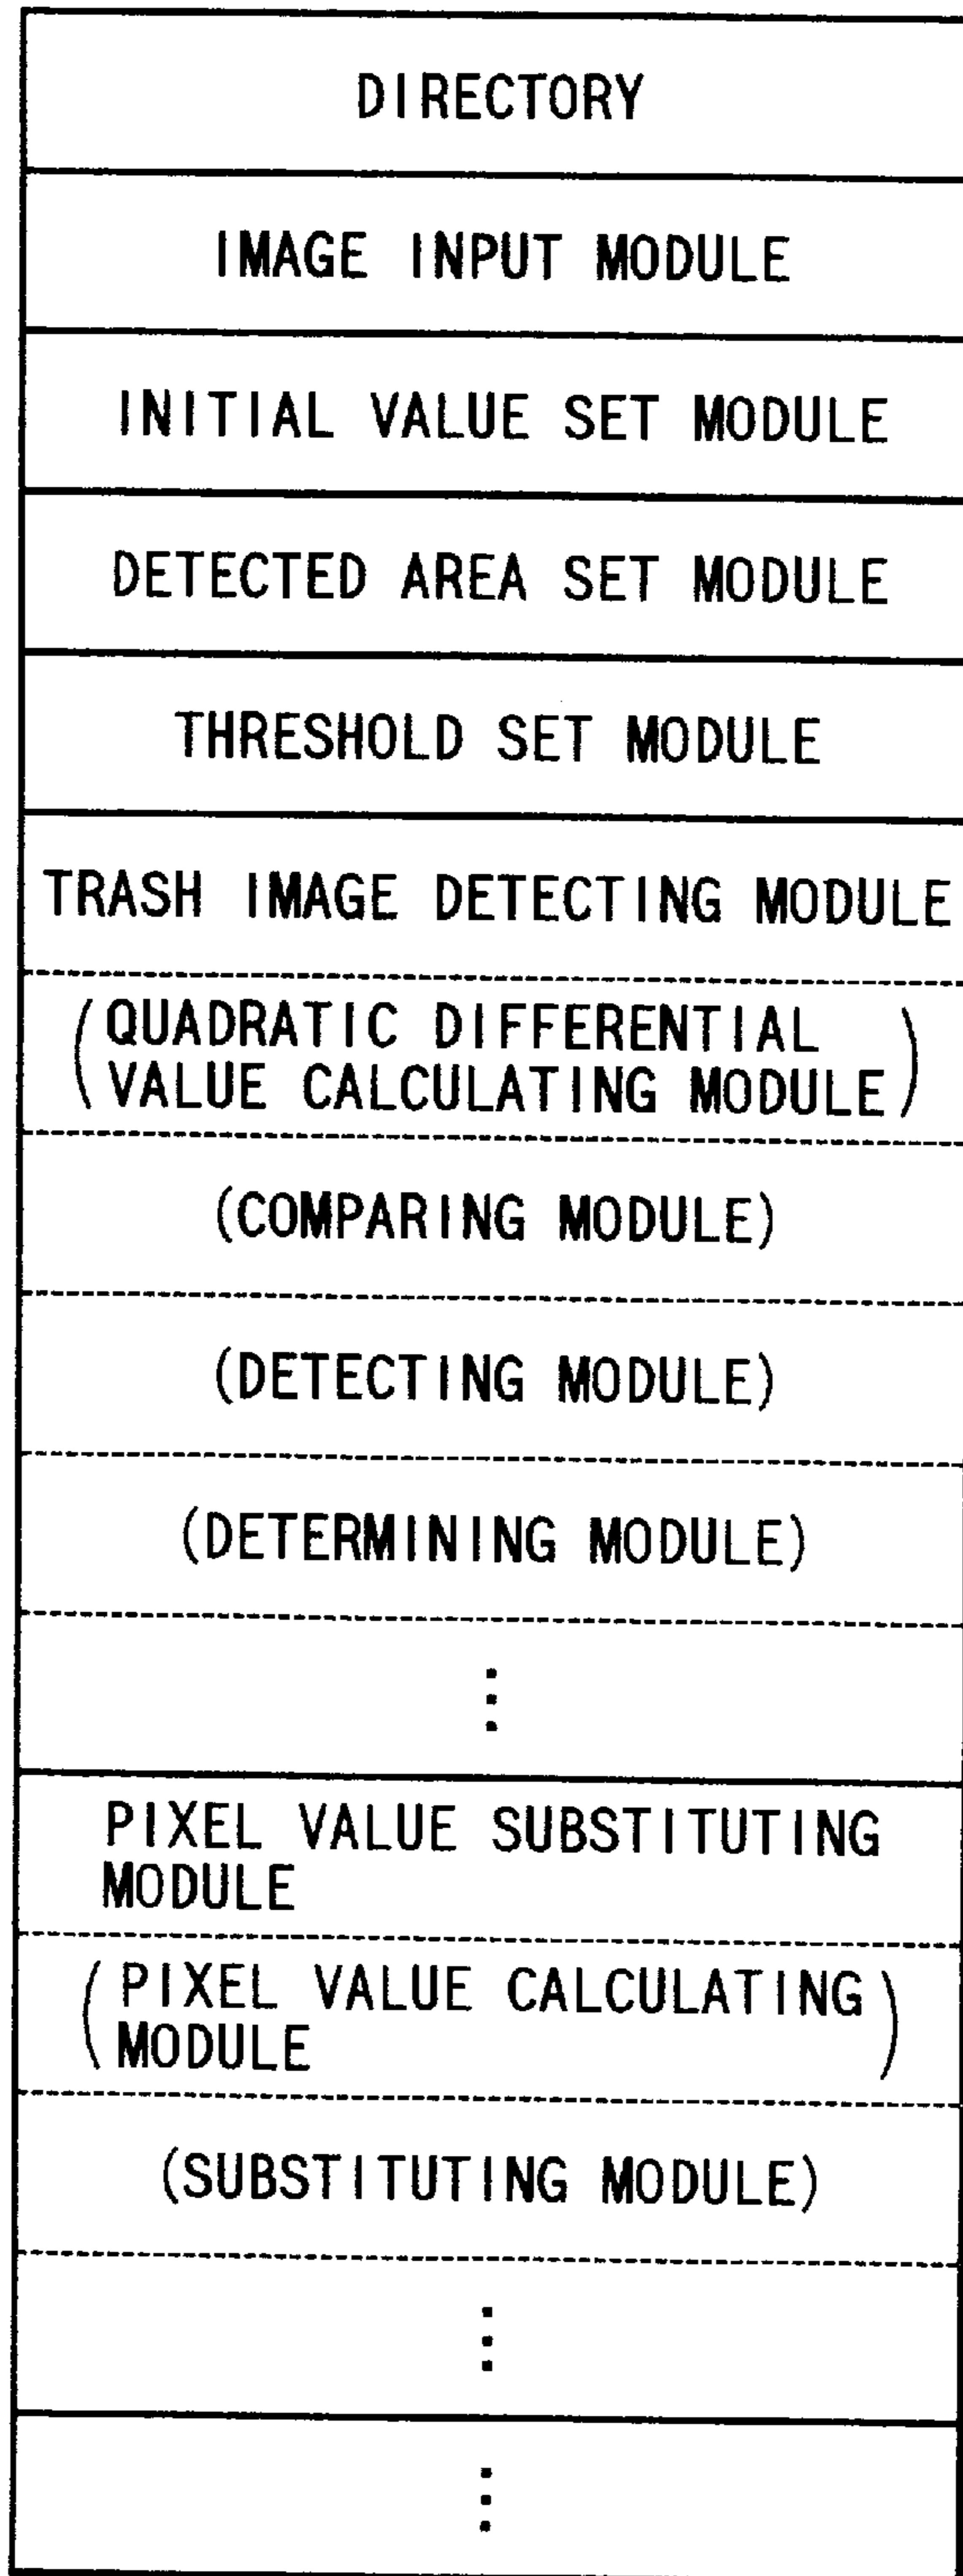 DIRECTORY
IMAGE INPUT MODULE
INITIAL VALUE SET MODULE
DETECTED AREA SET MODULE
THRESHOLD SET MODULE
TRASH IMAGE DETECTING MODULE
(QUADRATIC DIFFERENTIAL
VALUE CALCULATING MODULE)
(COMPARING MODULE)
(DETECTING MODULE)
(DETERMINING MODULE)
⋮
PIXEL VALUE SUBSTITUTING
MODULE
(PIXEL VALUE CALCULATING
MODULE)
(SUBSTITUTING MODULE)
⋮
⋮